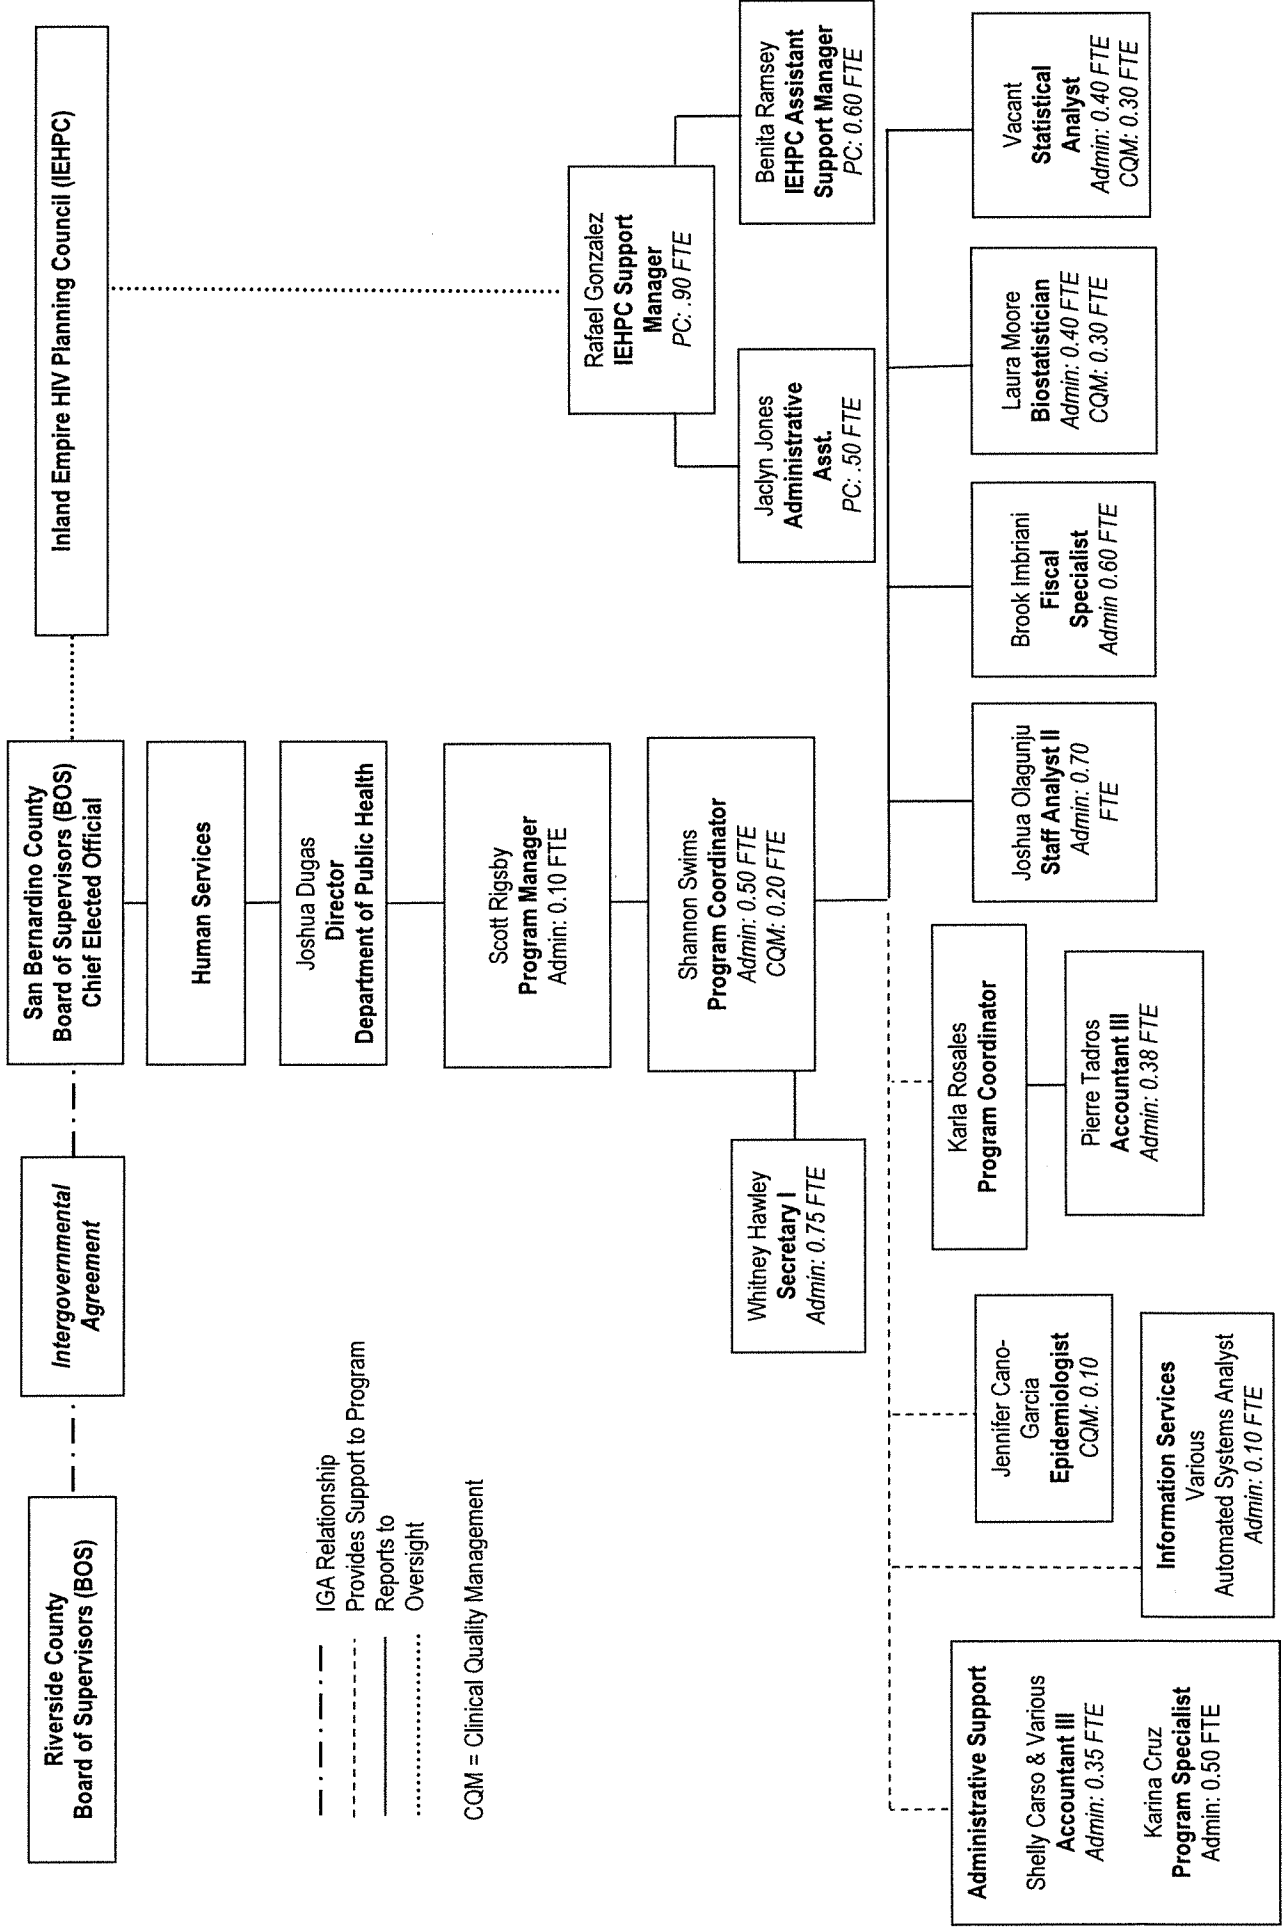 Riverside County
Board of Supervisors (BOS)
Intergovernmental
Agreement
San Bernardino County
Board of Supervisors (BOS)
Chief Elected Official
Inland Empire HIV Planning Council (IEHPC)
Human Services
Joshua Dugas
Director
Department of Public Health
IGA Relationship
Provides Support to Program
Reports to
Oversight
CQM = Clinical Quality Management
Scott Rigsby
Program Manager
Admin: 0.10 FTE
Rafael Gonzalez
IEHPC Support
Manager
PC: .90 FTE
Shannon Swims
Program Coordinator
Admin: 0.50 FTE
CQM: 0.20 FTE
Whitney Hawley
Secretary I
Admin: 0.75 FTE
Jaclyn Jones
Administrative
Asst.
PC: .50 FTE
Benita Ramsey
IEHPC Assistant
Support Manager
PC: 0.60 FTE
Administrative Support
Shelly Carso & Various
Accountant III
Admin: 0.35 FTE
Karina Cruz
Program Specialist
Admin: 0.50 FTE
Information Services
Various
Automated Systems Analyst
Admin: 0.10 FTE
Jennifer Cano-
Garcia
Epidemiologist
CQM: 0.10
Karla Rosales
Program Coordinator
Pierre Tadros
Accountant III
Admin: 0.38 FTE
Joshua Olagunju
Staff Analyst II
Admin: 0.70
FTE
Brook Imbriani
Fiscal
Specialist
Admin 0.60 FTE
Laura Moore
Biostatistician
Admin: 0.40 FTE
CQM: 0.30 FTE
Vacant
Statistical
Analyst
Admin: 0.40 FTE
CQM: 0.30 FTE